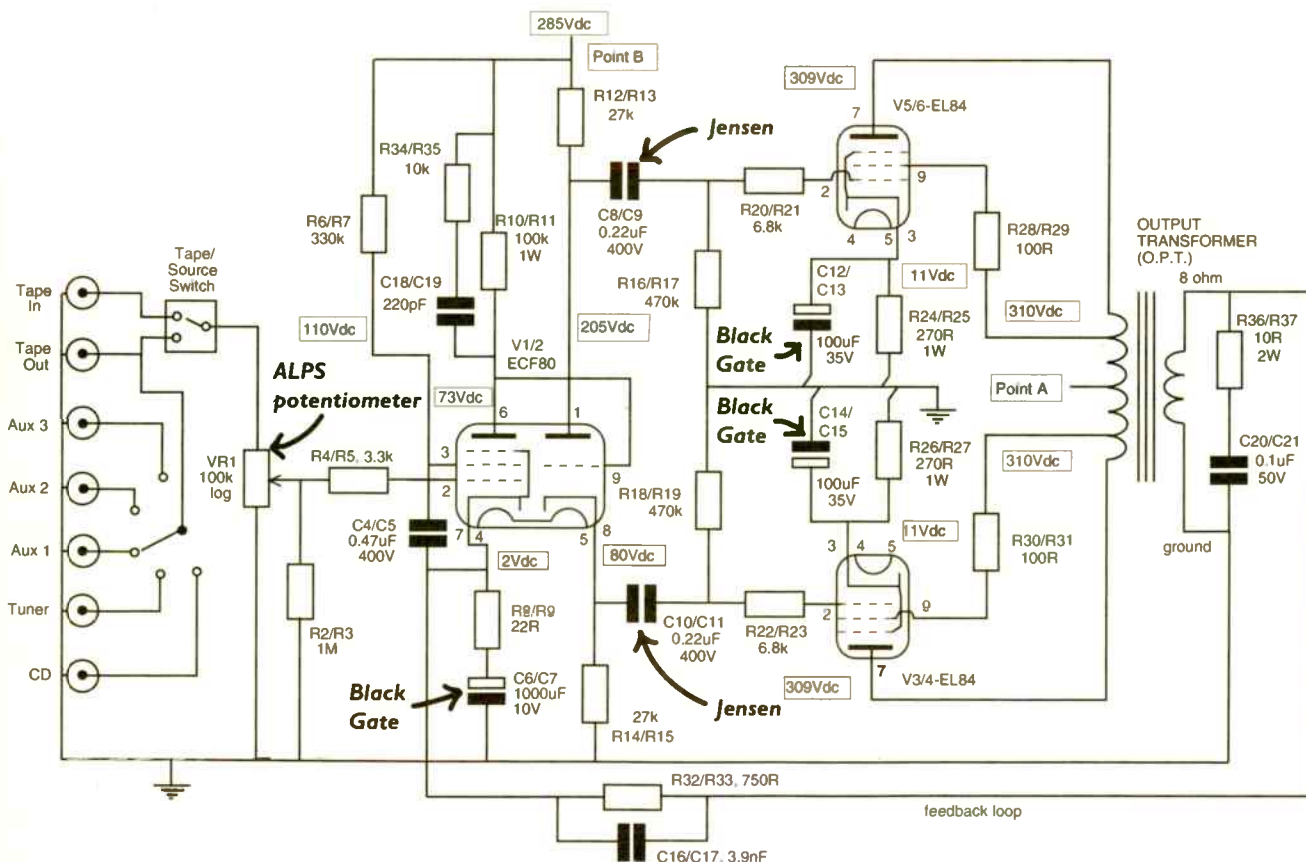 285Vdc
Point B
R12/R13
27k
309Vdc
7
V5/6-EL84
Jensen
R34/R35
10k
R6/R7
330k
R10/R11
100k
1W
C8/C9
0.22uF
400V
2
9
R20/R21
6.8k
4
5
3
R28/R29
100R
OUTPUT
TRANSFORMER
(O.P.T.)
8 ohm
Tape/
Source
Switch
Tape
In
Tape
Out
C18/C19
220pF
R16/R17
470k
C12/
C13
11Vdc
R24/R25
270R
1W
310Vdc
R36/R37
10R
2W
110Vdc
205Vdc
Black
Gate
100uF
35V
V1/2
ECF80
ALPS
potentiometer
73Vdc
Point A
6
1
Aux 3
Black
Gate
C14/
C15
R26/R27
270R
1W
C20/C21
0.1uF
50V
VR1
100k
log
R4/R5, 3.3k
3
2
9
310Vdc
Aux 2
100uF
35V
R18/R19
470k
C4/C5
0.47uF
400V
7
4
5
8
Aux 1
2Vdc
80Vdc
3
4
5
11Vdc
R30/R31
100R
ground
Tuner
R2/R3
1M
R8/R9
22R
C10/C11
0.22uF
400V
R22/R23
6.8k
2
9
CD
Black
Gate
C6/C7
1000uF
10V
27k
R14/R15
Jensen
309Vdc
7
V3/4-EL84
R32/R33, 750R
feedback loop
C16/C17, 3.9nF